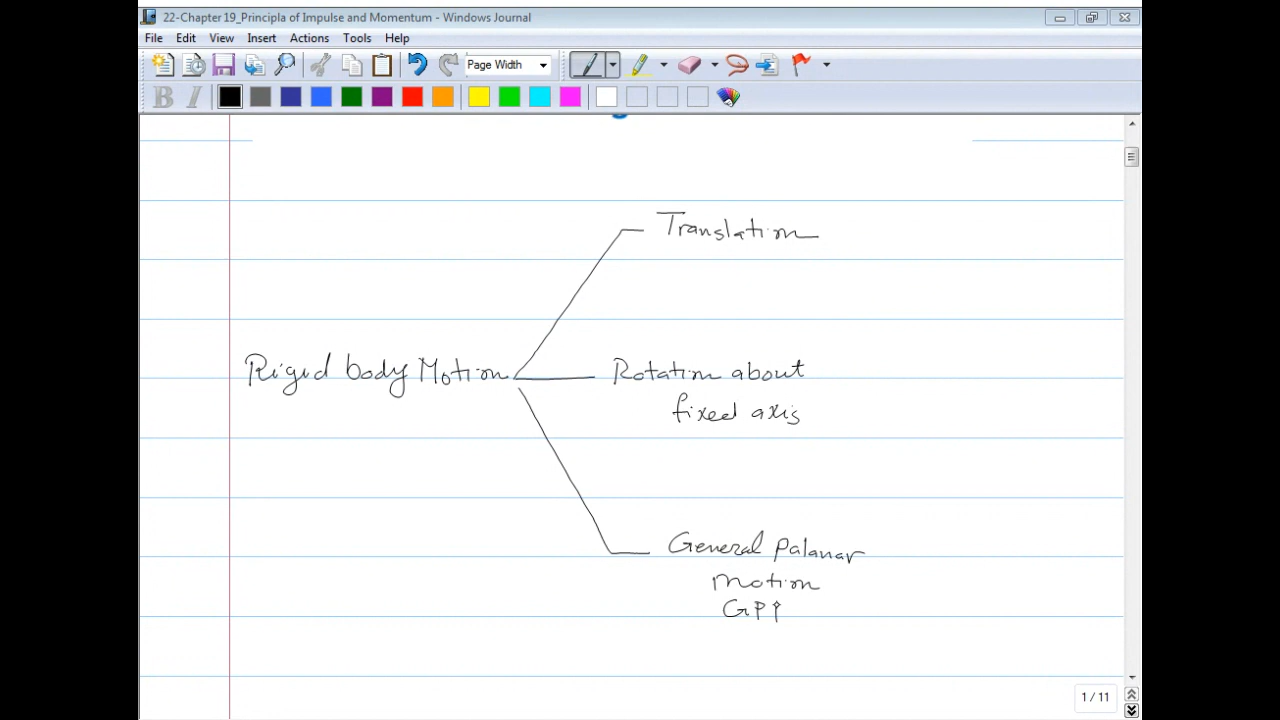 22-Chapter 19_Principla of Impulse and Momentum - Windows Journal
File Edit View Insert Actions Tools Help
Page Width
B I
Translation
Rigid body Motion
Rotation about
fixed axis
General Palanar
Motion
1 / 11